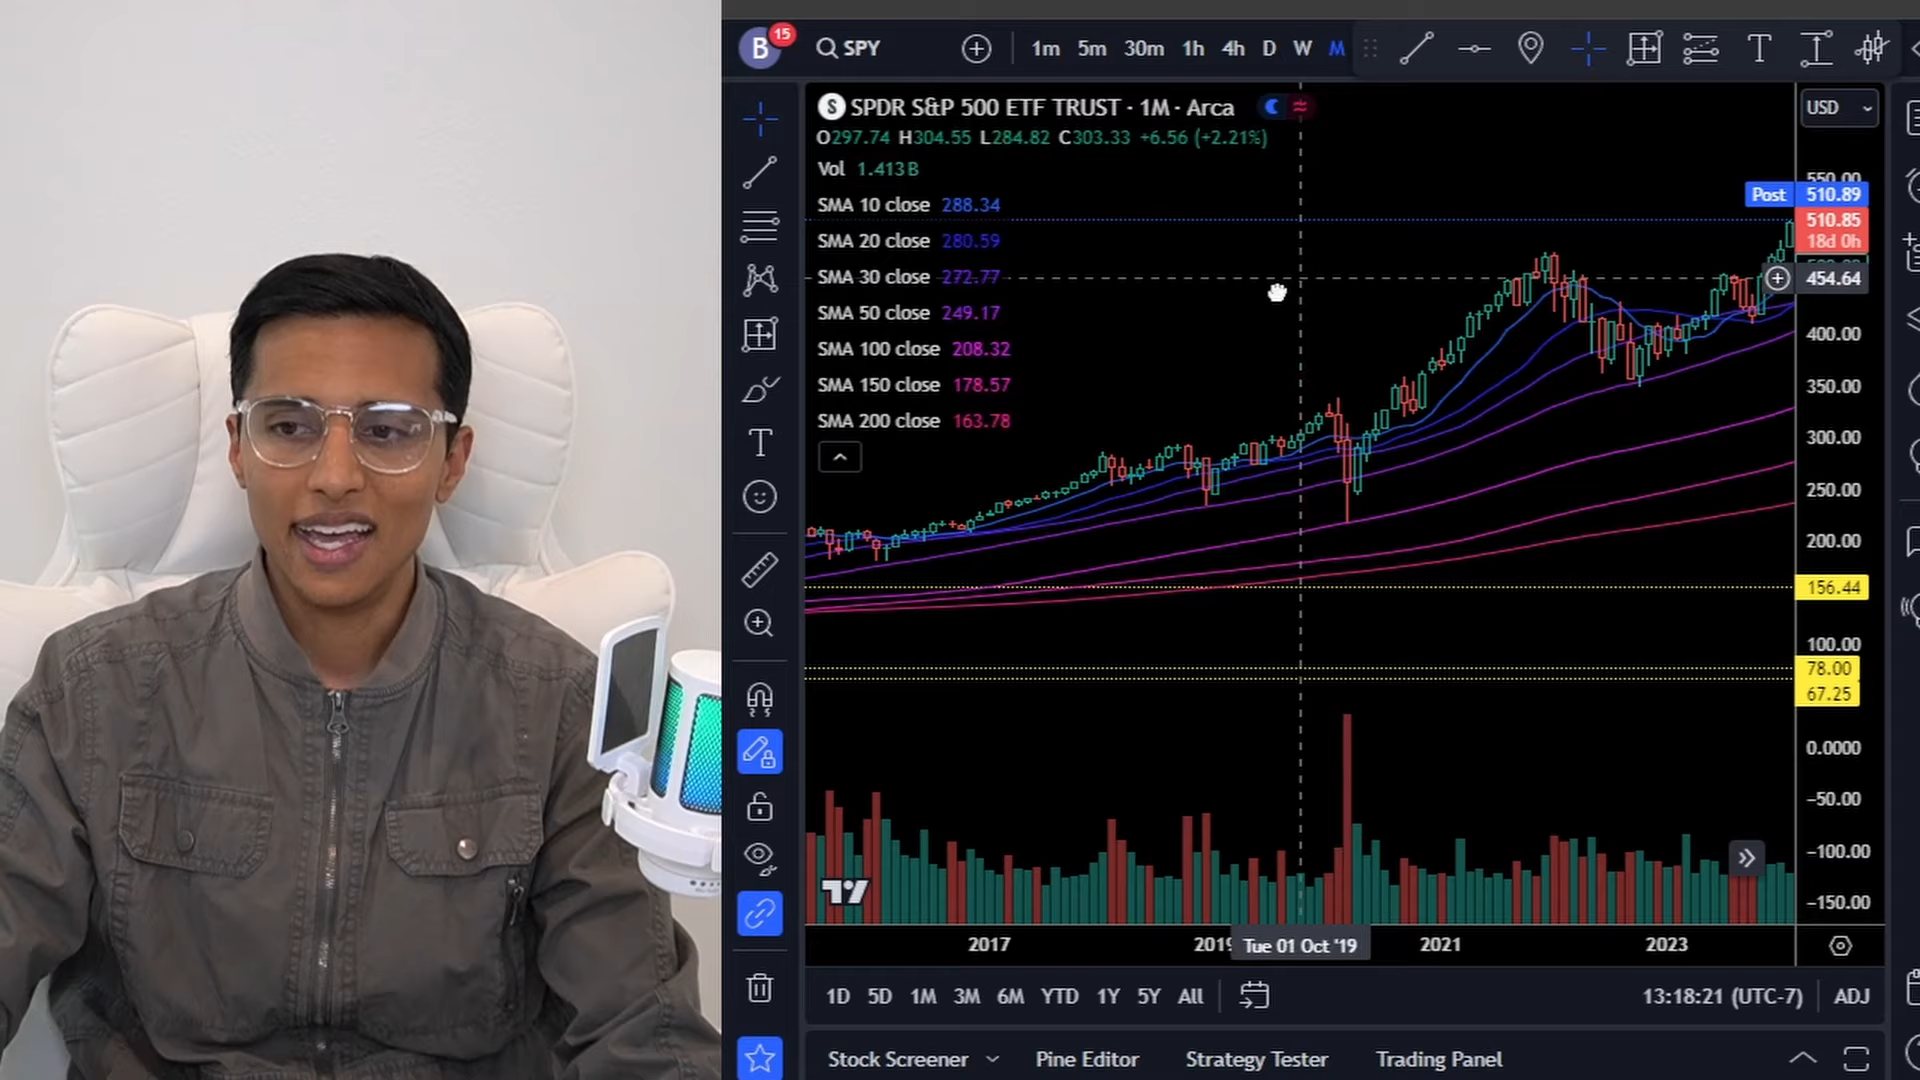 B 15 SPY 1m 5m 30m 1h 4h D W M T
S SPDR S&P 500 ETF TRUST · 1M · Arca
O297.74 H304.55 L284.82 C303.33 +6.56 (+2.21%)
Vol 1.413B
SMA 10 close 288.34
SMA 20 close 280.59
SMA 30 close 272.77
SMA 50 close 249.17
SMA 100 close 208.32
SMA 150 close 178.57
SMA 200 close 163.78
T
USD
550.00
Post 510.89
510.85
18d 0h
454.64
400.00
350.00
300.00
250.00
200.00
156.44
100.00
78.00
67.25
0.0000
−50.00
−100.00
−150.00
2017 2019 Tue 01 Oct '19 2021 2023
1D 5D 1M 3M 6M YTD 1Y 5Y All 13:18:21 (UTC-7) ADJ
Stock Screener Pine Editor Strategy Tester Trading Panel